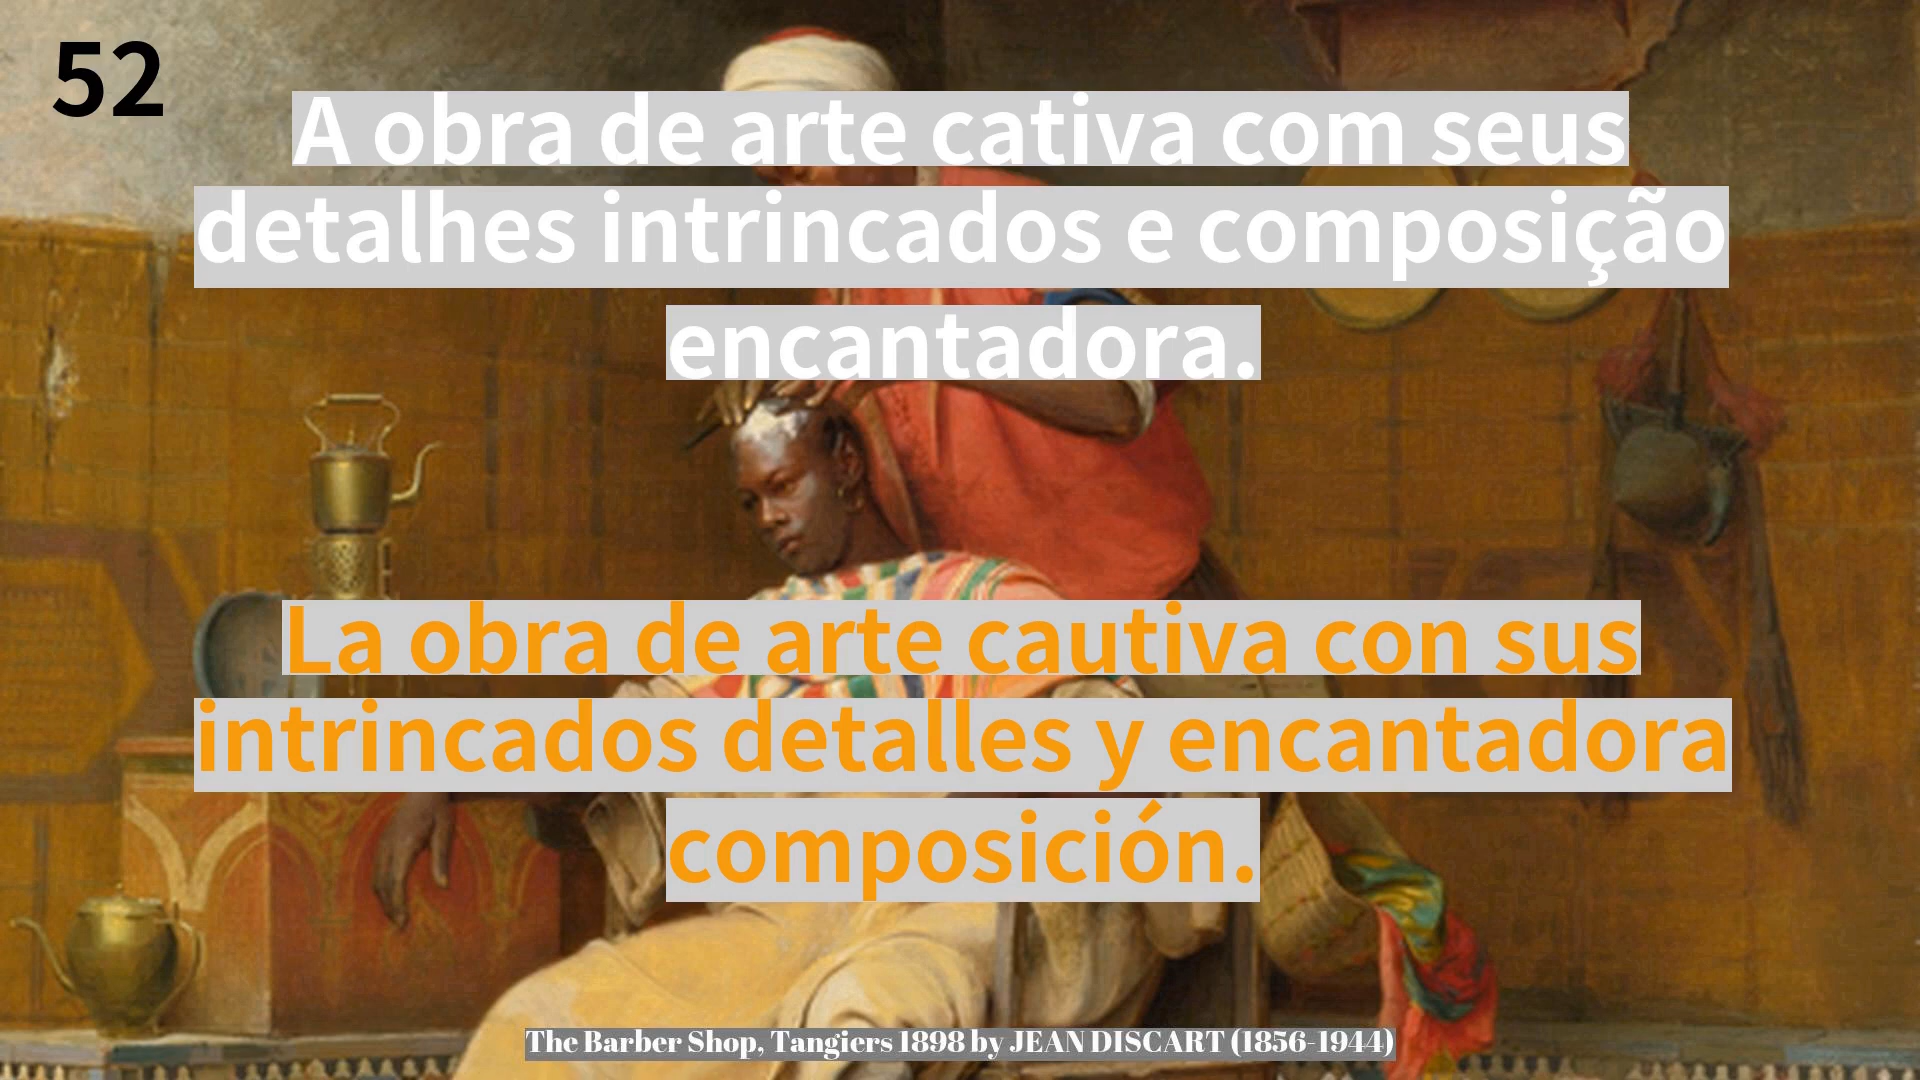 52
A obra de arte cativa com seus
detalhes intrincados e composição
encantadora.
La obra de arte cautiva con sus
intrincados detalles y encantadora
composición.
The Barber Shop, Tangiers 1898 by JEAN DISCART (1856-1944)